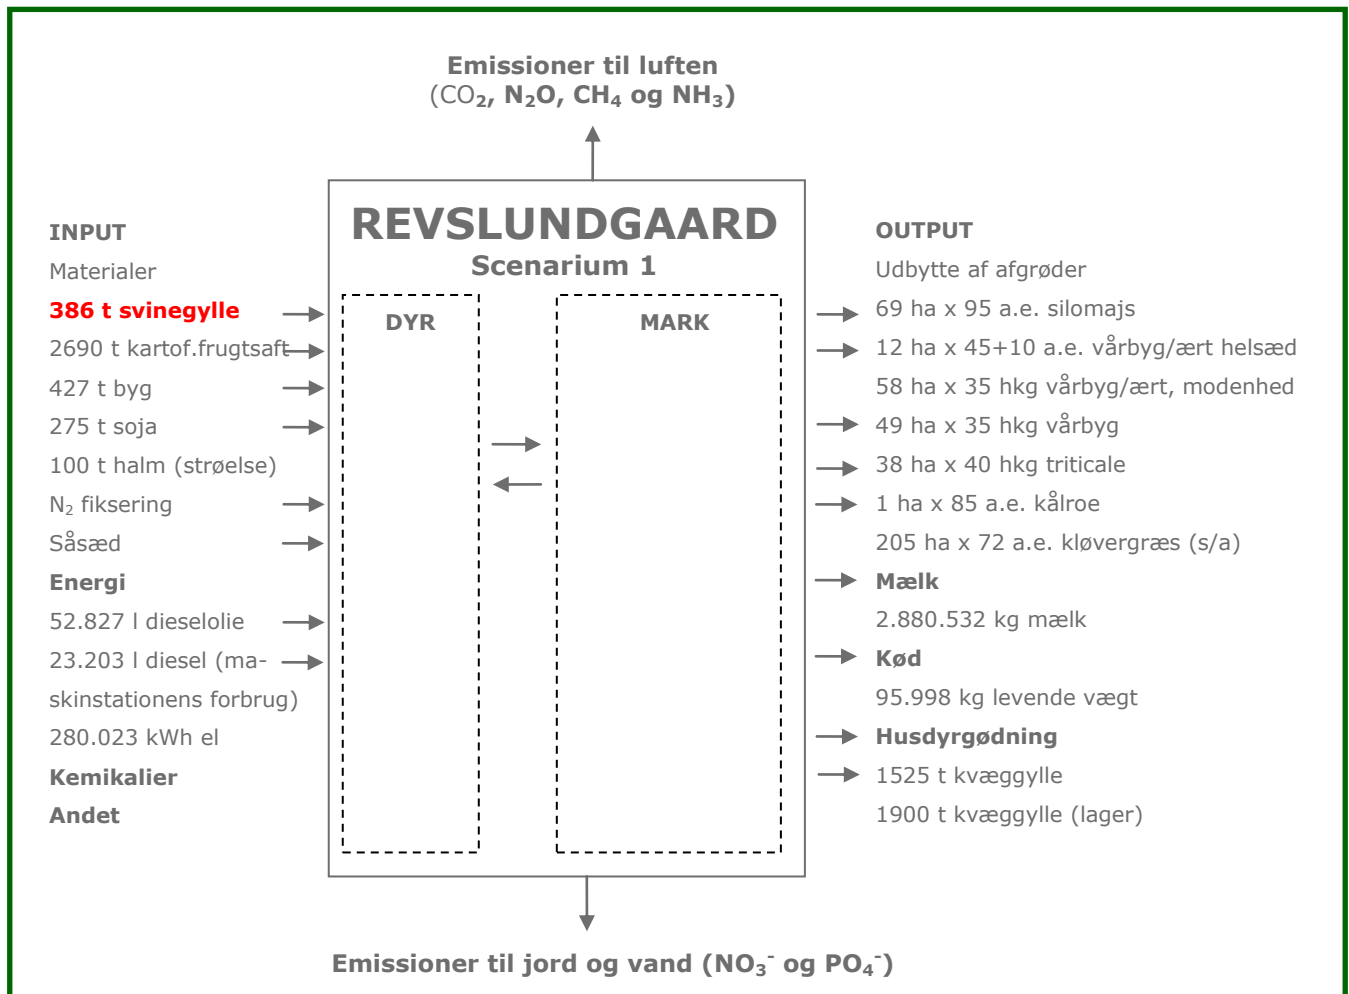 Emissioner til luften
(CO₂, N₂O, CH₄ og NH₃)
REVSLUNDGAARD
Scenarium 1
INPUT
Materialer
386 t svinegylle
2690 t kartof.frugtsaft
427 t byg
275 t soja
100 t halm (strøelse)
N₂ fiksering
Såsæd
Energi
52.827 l dieselolie
23.203 l diesel (ma-
skinstationens forbrug)
280.023 kWh el
Kemikalier
Andet
DYR
MARK
OUTPUT
Udbytte af afgrøder
69 ha x 95 a.e. silomajs
12 ha x 45+10 a.e. vårbyg/ært helsæd
58 ha x 35 hkg vårbyg/ært, modenhed
49 ha x 35 hkg vårbyg
38 ha x 40 hkg triticale
1 ha x 85 a.e. kålroe
205 ha x 72 a.e. kløvergræs (s/a)
Mælk
2.880.532 kg mælk
Kød
95.998 kg levende vægt
Husdyrgødning
1525 t kvæggylle
1900 t kvæggylle (lager)
Emissioner til jord og vand (NO₃⁻ og PO₄⁻)